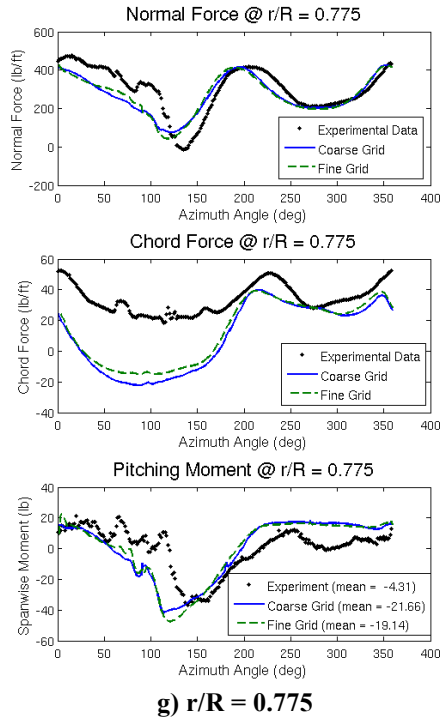 Normal Force @ r/R = 0.775
600
400
200
0
-200
Normal Force (lb/ft)
0 50 100 150 200 250 300 350 400
Azimuth Angle (deg)
Experimental Data
Coarse Grid
Fine Grid
Chord Force @ r/R = 0.775
60
40
20
0
-20
-40
Chord Force (lb/ft)
0 50 100 150 200 250 300 350 400
Azimuth Angle (deg)
Experimental Data
Coarse Grid
Fine Grid
Pitching Moment @ r/R = 0.775
40
20
0
-20
-40
-60
Spanwise Moment (lb)
0 50 100 150 200 250 300 350 400
Azimuth Angle (deg)
Experiment (mean = -4.31)
Coarse Grid (mean = -21.66)
Fine Grid (mean = -19.14)
g) r/R = 0.775